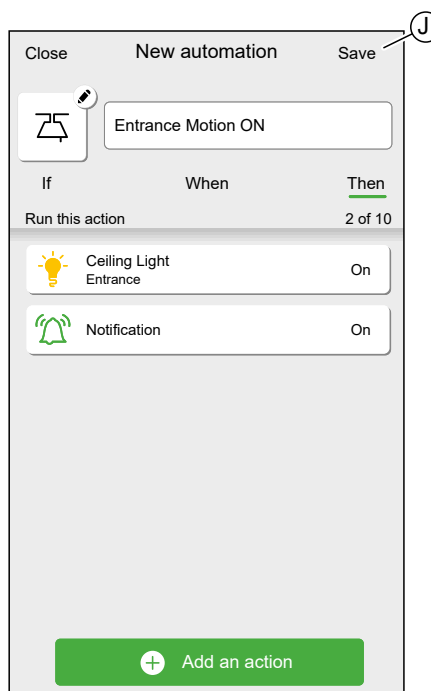 J
Close New automation Save
Entrance Motion ON
If When Then
Run this action 2 of 10
Ceiling Light
Entrance
On
Notification On
Add an action